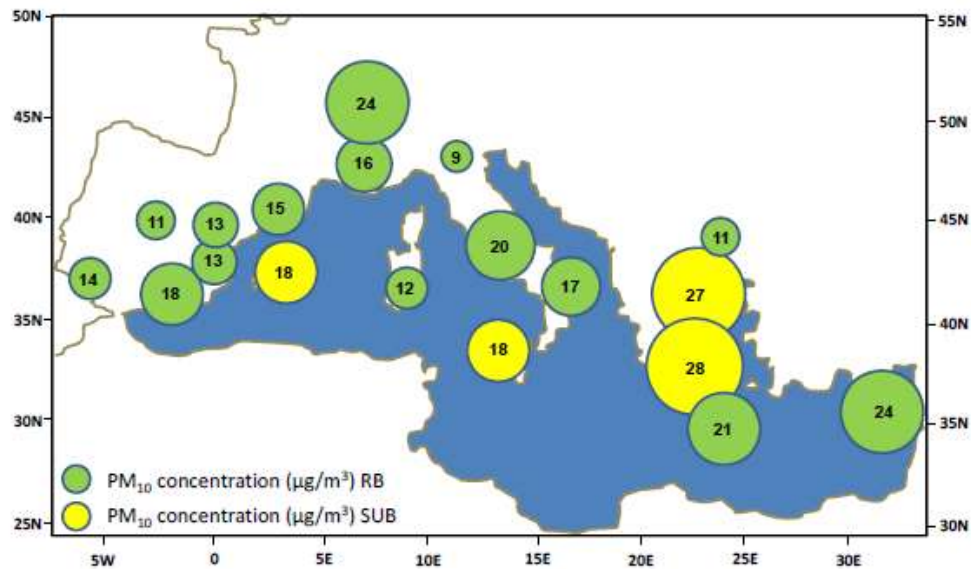 50N
55N
45N
50N
40N
45N
35N
40N
30N
35N
25N
30N
24
16
9
15
11
13
13
14
18
18
12
20
17
18
11
27
28
21
24
PM10 concentration (µg/m³) RB
PM10 concentration (µg/m³) SUB
5W 0 5E 10E 15E 20E 25E 30E